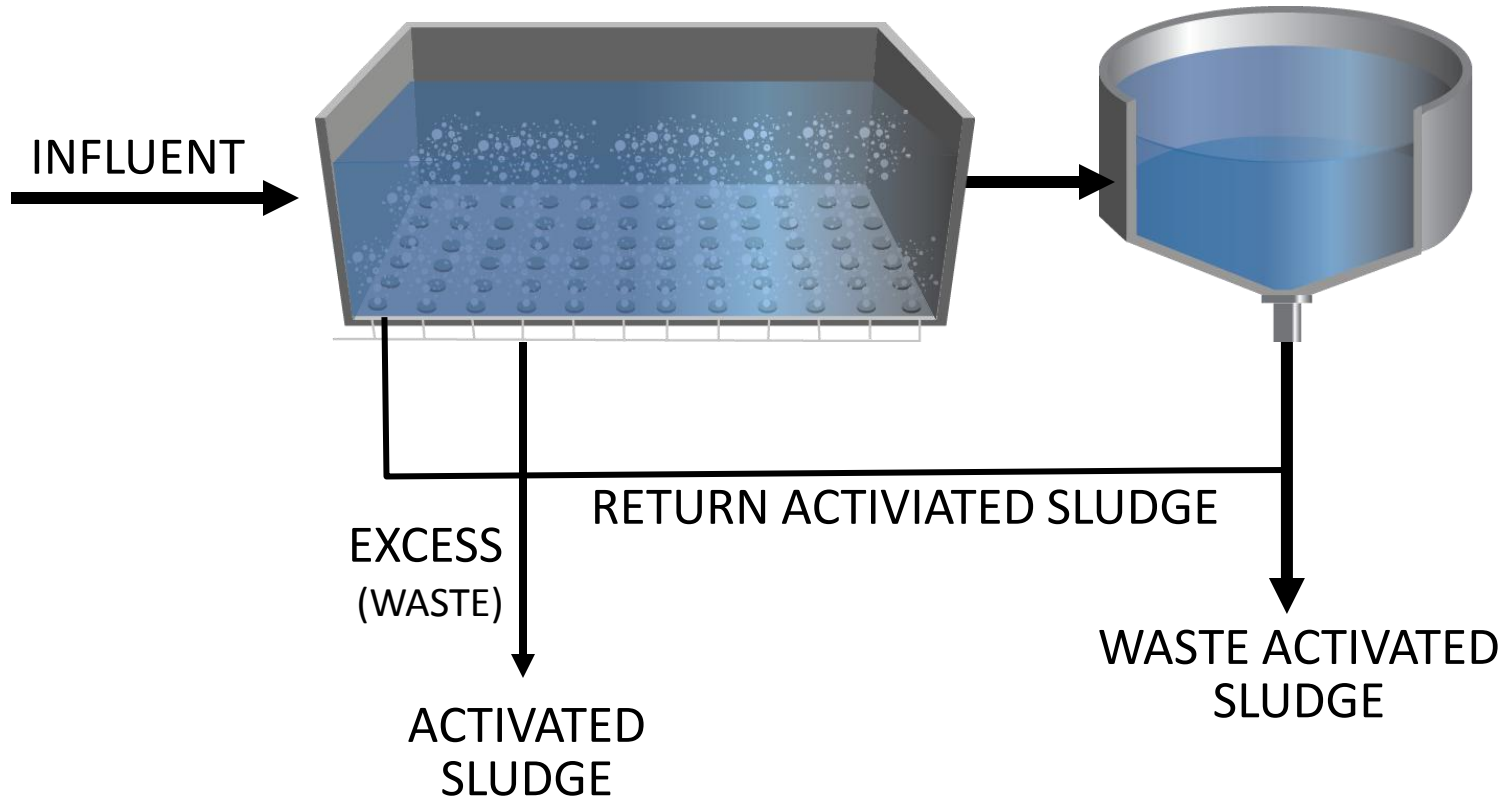 INFLUENT
RETURN ACTIVIATED SLUDGE
EXCESS
(WASTE)
WASTE ACTIVATED
SLUDGE
ACTIVATED
SLUDGE